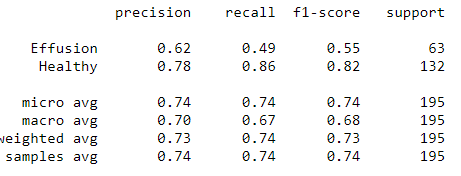 precision recall f1-score support
Effusion 0.62 0.49 0.55 63
Healthy 0.78 0.86 0.82 132
micro avg 0.74 0.74 0.74 195
macro avg 0.70 0.67 0.68 195
weighted avg 0.73 0.74 0.73 195
samples avg 0.74 0.74 0.74 195